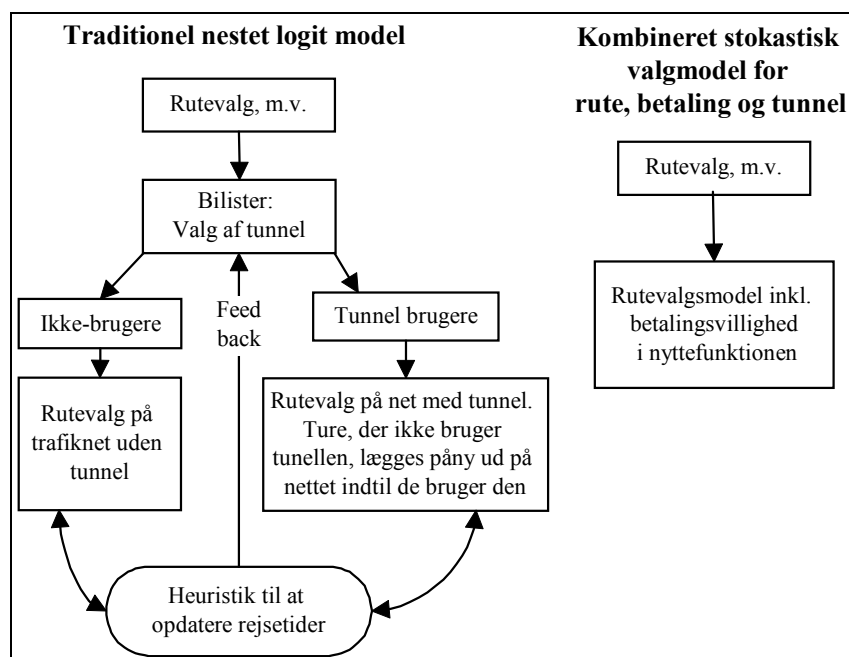 Traditionel nestet logit model
Rutevalg, m.v.
Bilister:
Valg af tunnel
Ikke-brugere
Feed
back
Tunnel brugere
Rutevalg på
trafiknet uden
tunnel
Rutevalg på net med tunnel.
Ture, der ikke bruger
tunellen, lægges påny ud på
nettet indtil de bruger den
Heuristik til at
opdatere rejsetider
Kombineret stokastisk
valgmodel for
rute, betaling og tunnel
Rutevalg, m.v.
Rutevalgsmodel inkl.
betalingsvillighed
i nyttefunktionen